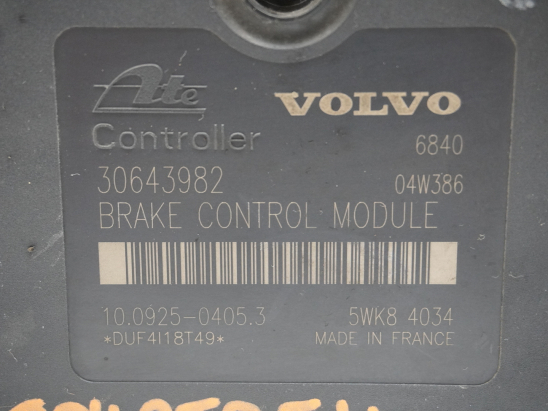 Ate VOLVO
Controller 6840
30643982 04W386
BRAKE CONTROL MODULE
10.0925-0405.3 5WK8 4034
*DUF4I18T49* MADE IN FRANCE